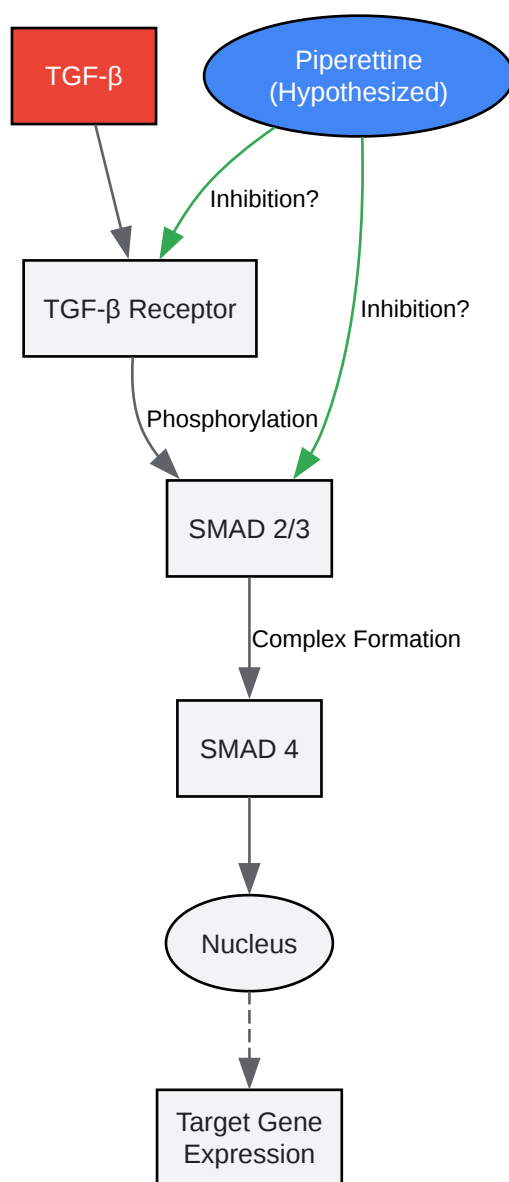 TGF-β
Piperettine
(Hypothesized)
Inhibition?
TGF-β Receptor
Inhibition?
Phosphorylation
SMAD 2/3
Complex Formation
SMAD 4
Nucleus
Target Gene
Expression